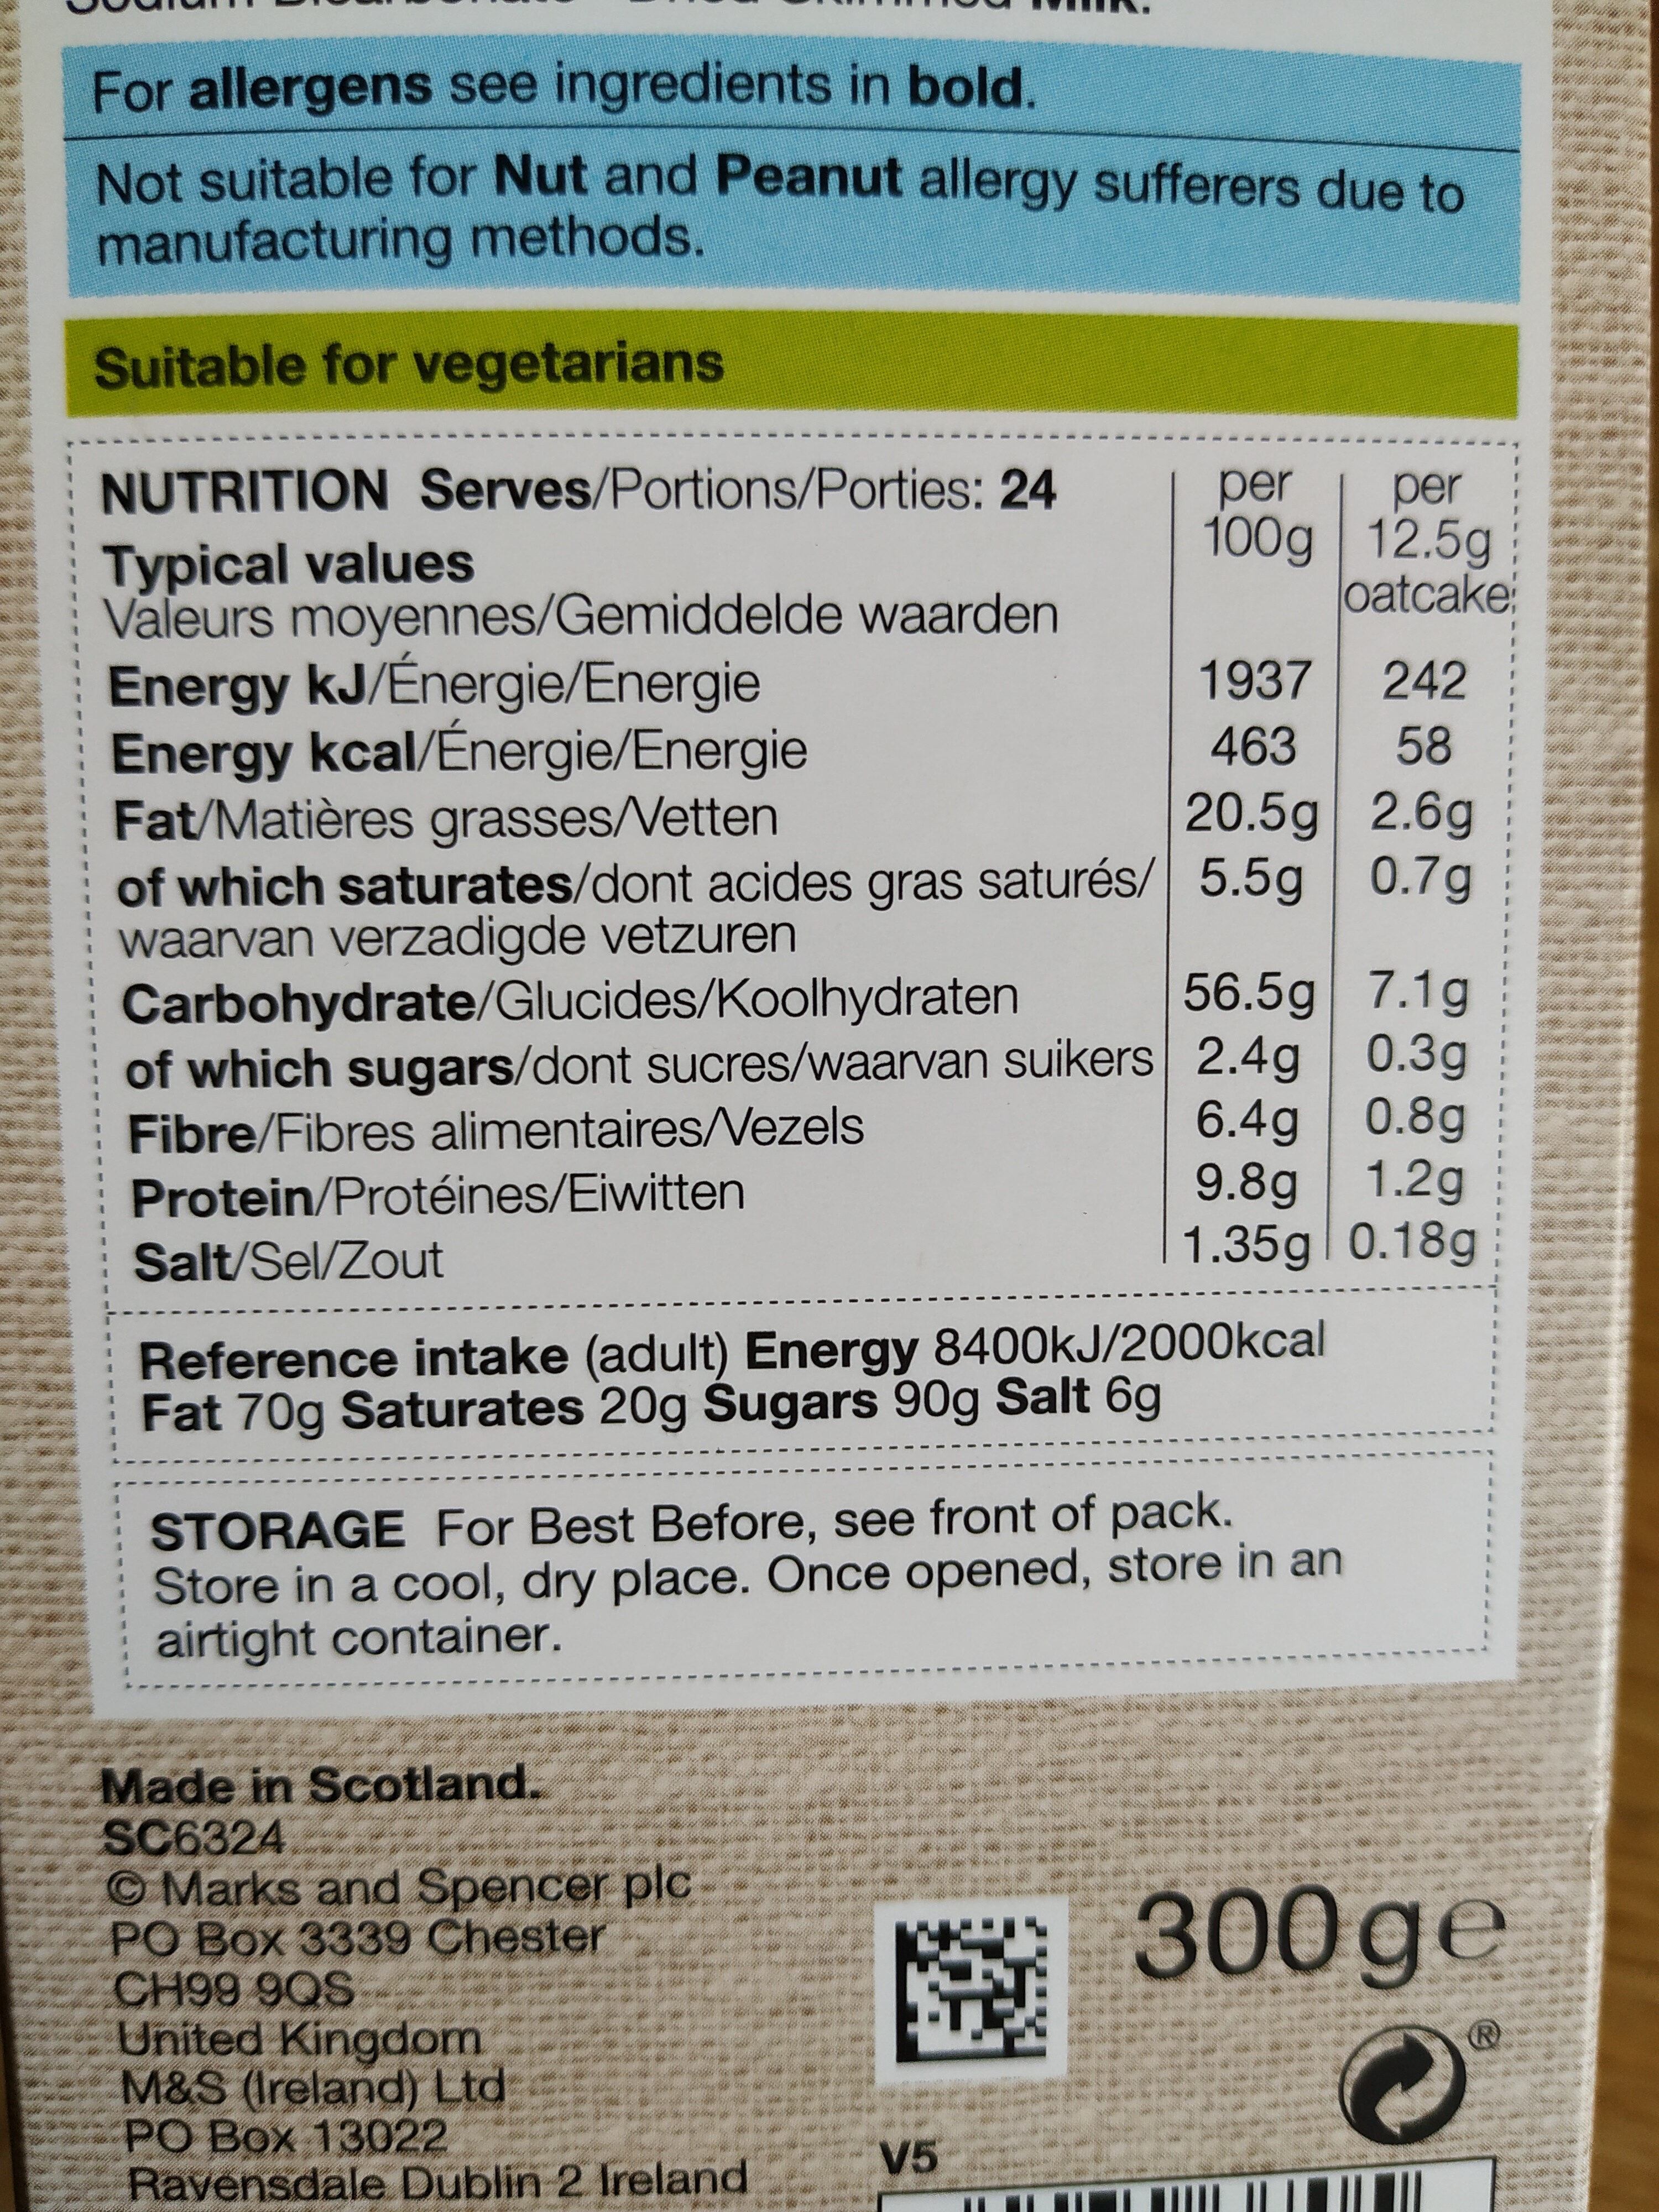 Sodium Bicarbonate · Dried Skimmed Milk.
For allergens see ingredients in bold.
Not suitable for Nut and Peanut allergy sufferers due to
manufacturing methods.
Suitable for vegetarians
NUTRITION Serves/Portions/Porties: 24 per per
100g 12.5g
Typical values oatcake
Valeurs moyennes/Gemiddelde waarden
Energy kJ/Énergie/Energie 1937 242
Energy kcal/Énergie/Energie 463 58
Fat/Matières grasses/Vetten 20.5g 2.6g
of which saturates/dont acides gras saturés/ 5.5g 0.7g
waarvan verzadigde vetzuren
Carbohydrate/Glucides/Koolhydraten 56.5g 7.1g
of which sugars/dont sucres/waarvan suikers 2.4g 0.3g
Fibre/Fibres alimentaires/Vezels 6.4g 0.8g
Protein/Protéines/Eiwitten 9.8g 1.2g
Salt/Sel/Zout 1.35g 0.18g
Reference intake (adult) Energy 8400kJ/2000kcal
Fat 70g Saturates 20g Sugars 90g Salt 6g
STORAGE For Best Before, see front of pack.
Store in a cool, dry place. Once opened, store in an
airtight container.
Made in Scotland.
SC6324
© Marks and Spencer plc
PO Box 3339 Chester
CH99 9QS
United Kingdom
M&S (Ireland) Ltd
PO Box 13022
Ravensdale Dublin 2 Ireland
300g℮
®
V5